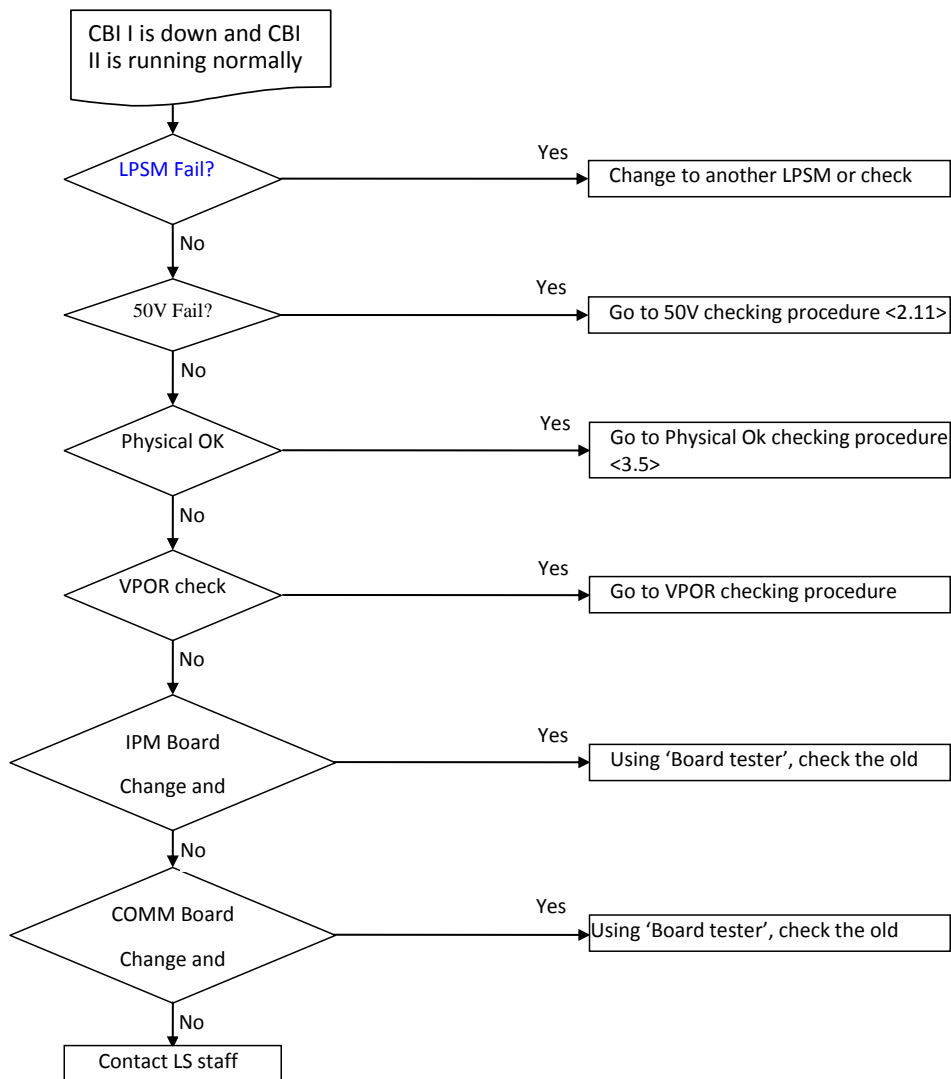 CBI I is down and CBI
II is running normally
LPSM Fail?
Yes
Change to another LPSM or check
No
50V Fail?
Yes
Go to 50V checking procedure <2.11>
No
Physical OK
Yes
Go to Physical Ok checking procedure
<3.5>
No
VPOR check
Yes
Go to VPOR checking procedure
No
IPM Board
Change and
Yes
Using ‘Board tester’, check the old
No
COMM Board
Change and
Yes
Using ‘Board tester’, check the old
No
Contact LS staff